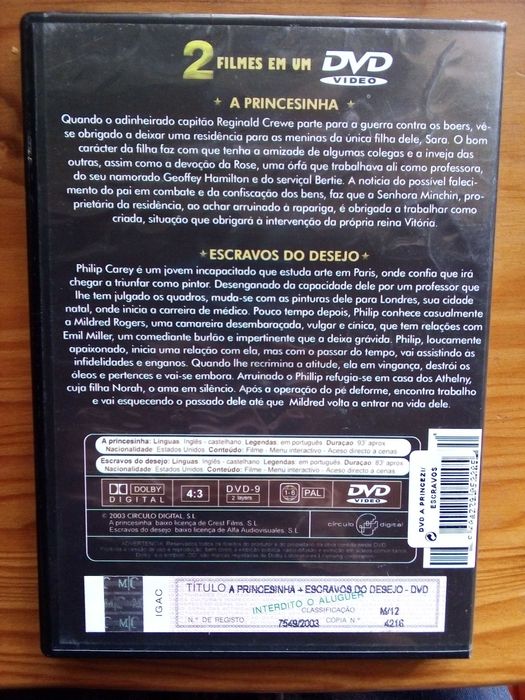 2 FILMES EM UM DVD VIDEO
★ A PRINCESINHA ★
Quando o adinheirado capitão Reginald Crewe parte para a guerra contra os boers, vê-
se obrigado a deixar uma residência para as meninas da única filha dele, Sara. O bom
carácter da filha faz com que tenha a amizade de algumas colegas e a inveja das
outras, assim como a devoção da Rose, uma órfã que trabalhava ali como professora,
do seu namorado Geoffey Hamilton e do serviçal Bertie. A noticia do possível faleci-
mento do pai em combate e da confiscação dos bens, faz que a Senhora Minchin, pro-
prietária da residência, ao achar arruinado à rapariga, é obrigada a trabalhar como
criada, situação que obrigará à intervenção da própria reina Vitória.
★ ESCRAVOS DO DESEJO ★
Philip Carey é um jovem incapacitado que estuda arte em Paris, onde confia que irá
chegar a triumfar como pintor. Desenganado da capacidade dele por um professor que
lhe tem julgado os quadros, muda-se com as pinturas dele para Londres, sua cidade
natal, onde inicia a carreira de médico. Pouco tempo depois, Philip conhece casualmente
a Mildred Rogers, uma camareira desembaraçada, vulgar e cínica, que tem relações com
Emil Miller, um comediante burlão e impertinente que a deixa grávida. Philip, loucamente
apaixonado, inicia uma relação com ela, mas com o passar do tempo, vai assistindo às
infidelidades e enganos. Quando lhe recrimina a atitude, ela em vingança, destrói os
óleos e pertences e vai-se embora. Arruinado o Phillip refugia-se em casa dos Athelny,
cuja filha Norah, o ama em silêncio. Após a operação do pé deforme, encontra trabalho
e vai esquecendo o passado dele até que Mildred volta a entrar na vida dele.
A princesinha: Línguas Inglês - castelhano Legendas: em português Duraçao 93' aprox
Nacionalidade: Estados Unidos Conteúdo: Filme - Menu interactivo - Aceso directo a cenas
Escravos do desejo: Línguas: Inglês - castelhano Legendas: em português. Duraçao: 83' aprox
Nacionalidade: Estados Unidos Conteúdo: Filme - Menu interactivo - Aceso directo a cenas
DOLBY DIGITAL 4:3 DVD-9 2 layers PAL DVD VIDEO
© 2003 CIRCULO DIGITAL, S.L
A princesinha: baixo licença de Crest Films, S.L
Escravos do desejo: baixo licença de Alfa Audiovisuales, S.L
círculo digital
DVD A PRINCEZI
ESCRAVOS
IGAC
TÍTULO A PRINCESINHA + ESCRAVOS DO DESEJO - DVD
INTERDITO O ALUGUER
CLASSIFICAÇÃO M/12
N.º DE REGISTO 7549/2003 COPIA N.º 4216